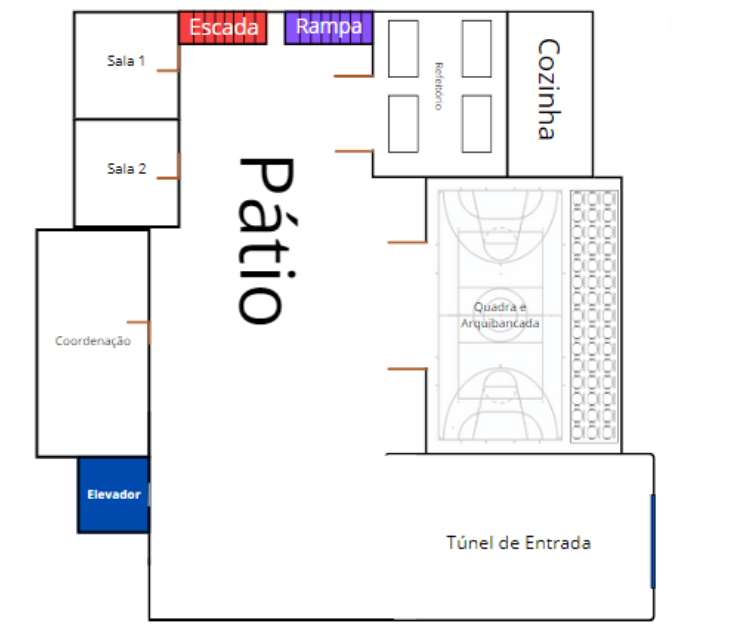 Escada
Rampa
Sala 1
Refeitório
Cozinha
Sala 2
Pátio
Quadra e
Arquibancada
Coordenação
Elevador
Túnel de Entrada